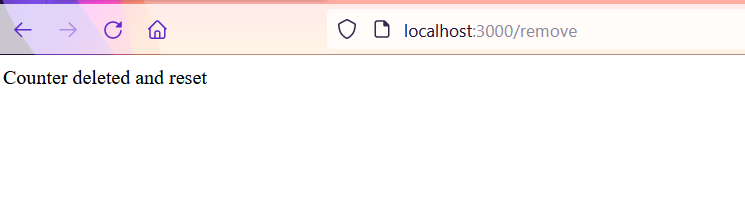 localhost:3000/remove
Counter deleted and reset